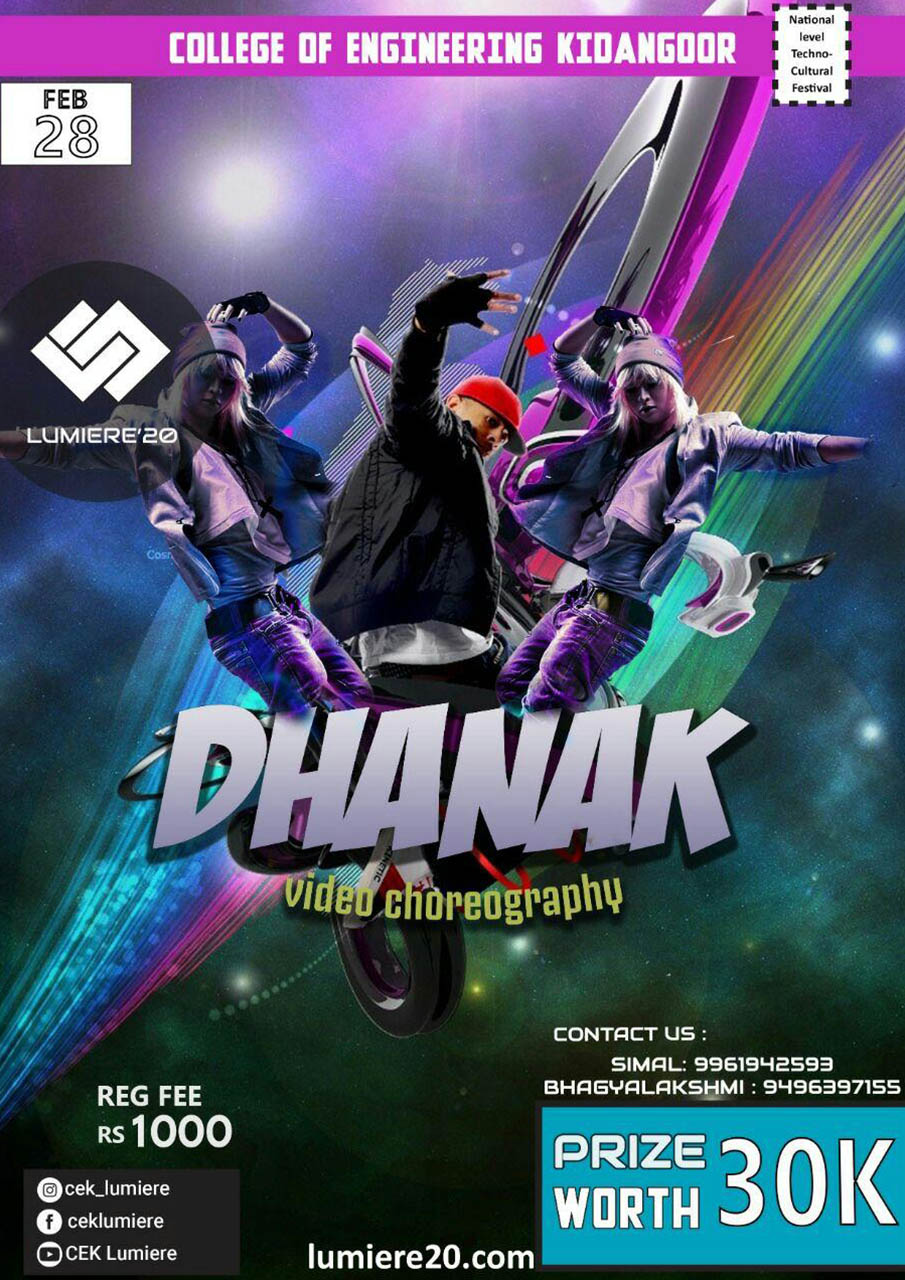 COLLEGE OF ENGINEERING KIDANGOOR
National
level
Techno-
Cultural
Festival
FEB
28
LUMIERE'20
DHANAK
video choreography
CONTACT US :
SIMAL: 9961942593
BHAGYALAKSHMI : 9496397155
REG FEE
RS 1000
PRIZE
WORTH 30K
cek_lumiere
ceklumiere
CEK Lumiere
lumiere20.com